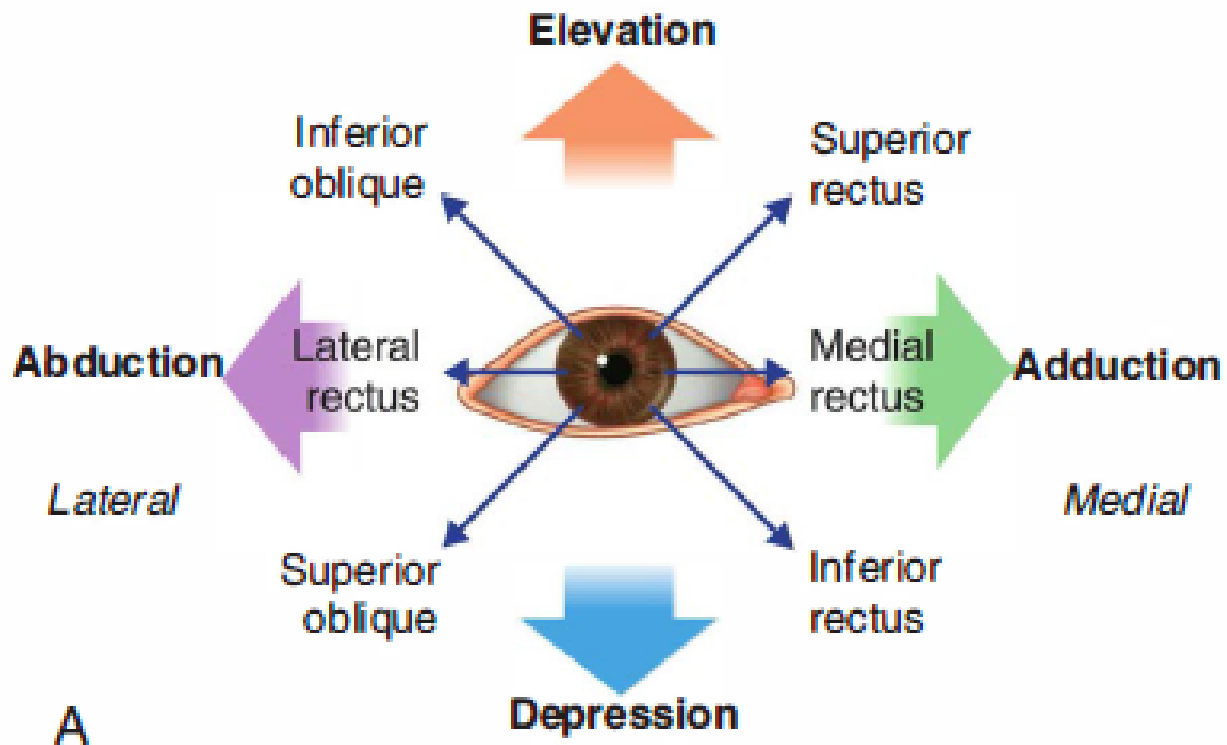 Elevation
Inferior
oblique
Superior
rectus
Abduction
Lateral
rectus
Medial
rectus
Adduction
Lateral
Medial
Superior
oblique
Inferior
rectus
Depression
A